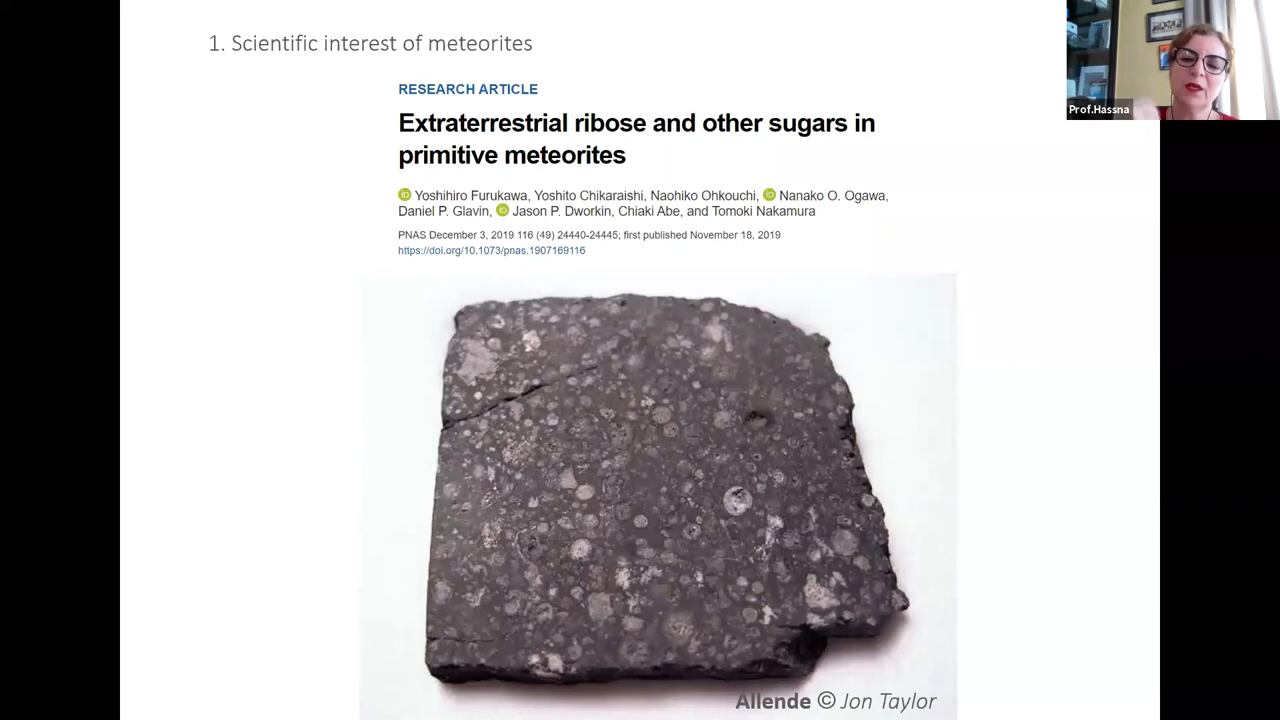 1. Scientific interest of meteorites
RESEARCH ARTICLE
Extraterrestrial ribose and other sugars in
primitive meteorites
Yoshihiro Furukawa, Yoshito Chikaraishi, Naohiko Ohkouchi, Nanako O. Ogawa,
Daniel P. Glavin, Jason P. Dworkin, Chiaki Abe, and Tomoki Nakamura
PNAS December 3, 2019 116 (49) 24440-24445; first published November 18, 2019
https://doi.org/10.1073/pnas.1907169116
Prof.Hassna
Allende © Jon Taylor